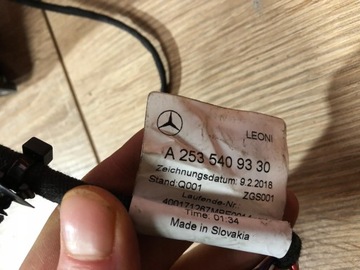 LEONI
A 253 540 93 30
Zeichnungsdatum: 9.2.2018
Stand:Q001 ZGS001
Laufende-Nr.:
Time: 01:34
Made in Slovakia